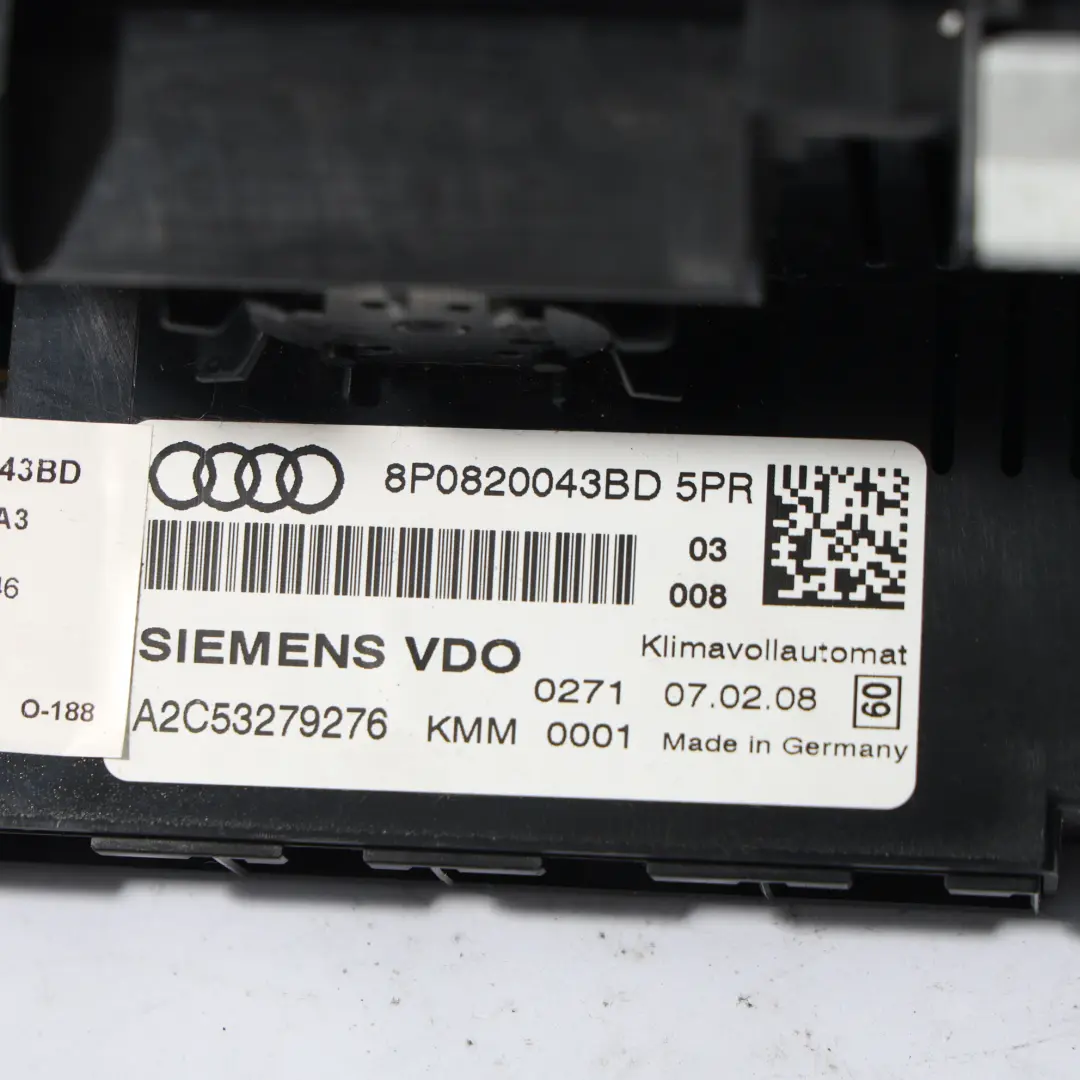 43BD
A3
46
O-188
8P0820043BD 5PR
03
008
SIEMENS VDO
Klimavollautomat
0271 07.02.08 60
A2C53279276 KMM 0001 Made in Germany